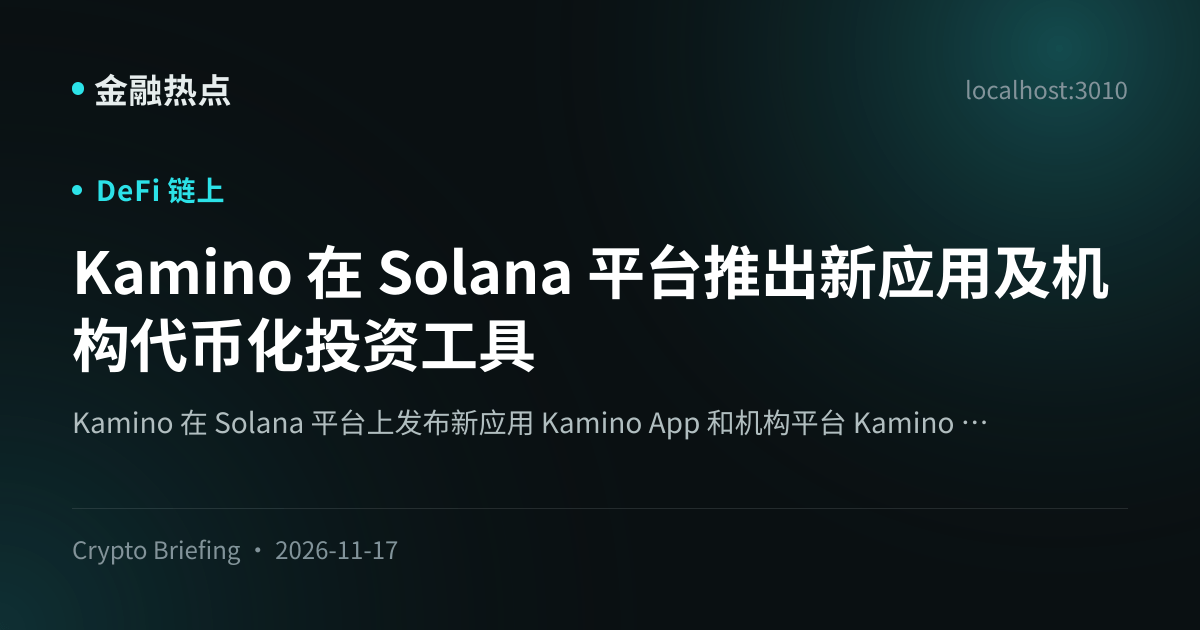 金融热点
localhost:3010
DeFi 链上
Kamino 在 Solana 平台推出新应用及机
构代币化投资工具
Kamino 在 Solana 平台上发布新应用 Kamino App 和机构平台 Kamino …
Crypto Briefing · 2026-11-17